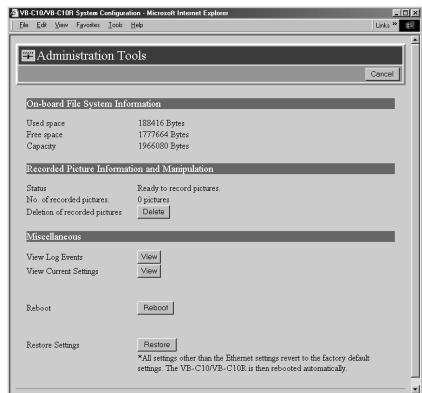 VB-C10/VB-C10R System Configuration - Microsoft Internet Explorer
File Edit View Favorites Tools Help
Links »
Administration Tools
Cancel
On-board File System Information
Used space 188416 Bytes
Free space 1777664 Bytes
Capacity 1966080 Bytes
Recorded Picture Information and Manipulation
Status Ready to record pictures.
No. of recorded pictures. 0 pictures
Deletion of recorded pictures Delete
Miscellaneous
View Log Events View
View Current Settings View
Reboot Reboot
Restore Settings Restore
*All settings other than the Ethernet settings revert to the factory default
settings. The VB-C10/VB-C10R is then rebooted automatically.